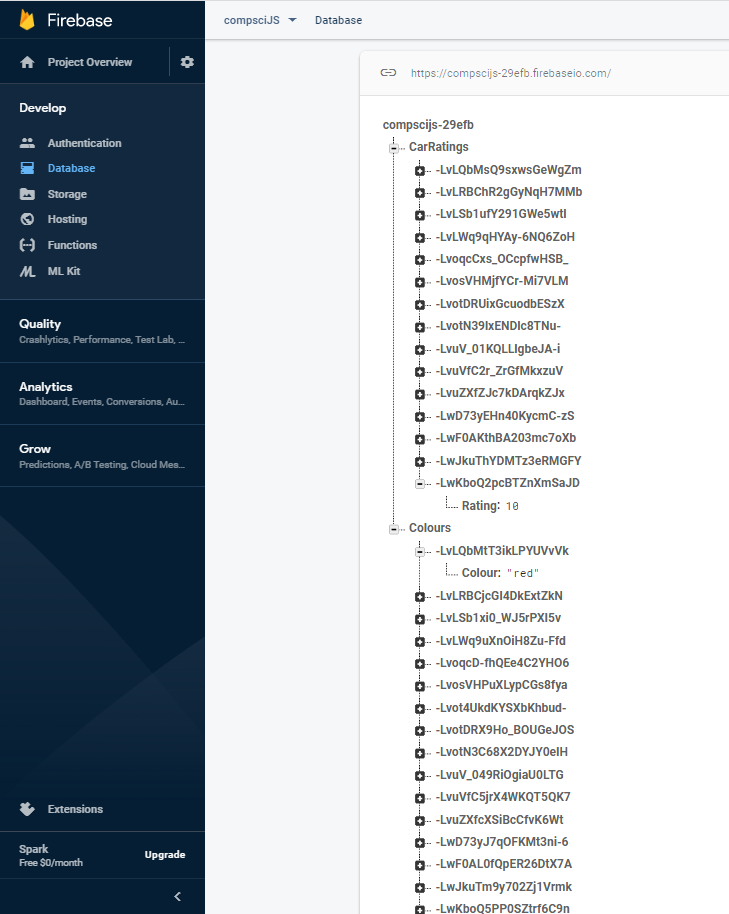 Firebase
compsciJS
Database
Project Overview
https://compscijs-29efb.firebaseio.com/
Develop
compscijs-29efb
CarRatings
Authentication
Database
Storage
Hosting
Functions
ML Kit
-LvLQbMsQ9sxwsGeWgZm
-LvLRBChR2gGyNqH7MMb
-LvLSb1ufY291GWe5wtI
-LvLWq9qHYAy-6NQ6ZoH
-LvoqcCxs_OCcpfwHSB_
-LvosVHMjfYCr-Mi7VLM
-LvotDRUixGcuodbESzX
-LvotN39IxENDlc8TNu-
-LvuV_01KQLLIgbeJA-i
-LvuVfC2r_ZrGfMkxzuV
-LvuZXfZJc7kDArqkZJx
-LwD73yEHn40KycmC-zS
-LwF0AKthBA203mc7oXb
-LwJkuThYDMTz3eRMGFY
-LwKboQ2pcBTZnXmSaJD
Rating: 10
Quality
Crashlytics, Performance, Test Lab, ...
Analytics
Dashboard, Events, Conversions, Au...
Grow
Predictions, A/B Testing, Cloud Mes...
Colours
-LvLQbMtT3ikLPYUVvVk
Colour: "red"
-LvLRBCjcGI4DkExtZkN
-LvLSb1xi0_WJ5rPXI5v
-LvLWq9uXnOiH8Zu-Ffd
-LvoqcD-fhQEe4C2YHO6
-LvosVHPuXLypCGs8fya
-Lvot4UkdKYSXbKhbud-
-LvotDRX9Ho_BOUGeJOS
-LvotN3C68X2DYJY0eIH
-LvuV_049RiOgiaU0LTG
-LvuVfC5jrX4WKQT5QK7
-LvuZXfcXSiBcCfvK6Wt
-LwD73yJ7qOFKMt3ni-6
-LwF0AL0fQpER26DtX7A
-LwJkuTm9y702Zj1Vrmk
-LwKboQ5PP0SZtrf6C9n
Extensions
Spark
Free $0/month
Upgrade